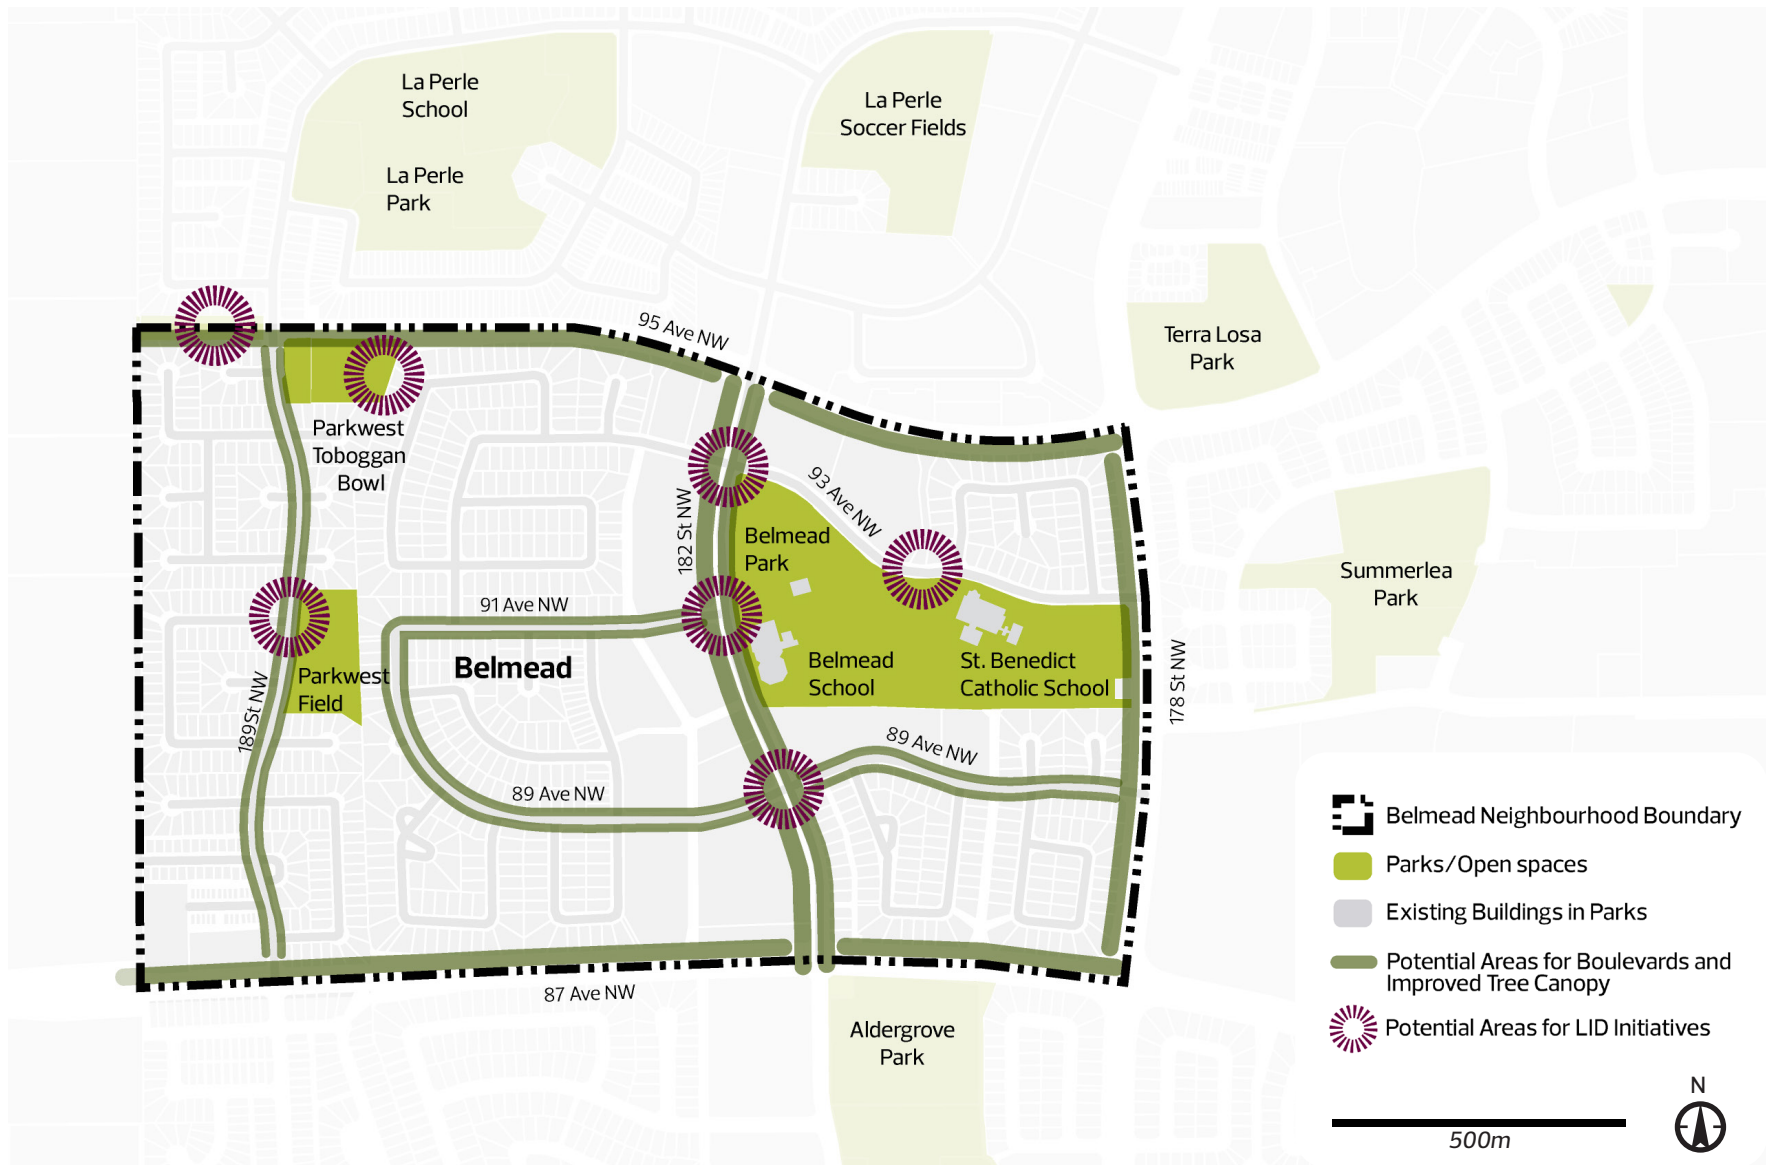 La Perle
School
La Perle
Park
La Perle
Soccer Fields
Terra Losa
Park
95 Ave NW
Parkwest
Toboggan
Bowl
93 Ave NW
182 St NW
Belmead
Park
Summerlea
Park
91 Ave NW
Belmead
Belmead
School
St. Benedict
Catholic School
Parkwest
Field
189St NW
178 St NW
89 Ave NW
89 Ave NW
87 Ave NW
Aldergrove
Park
Belmead Neighbourhood Boundary
Parks/Open spaces
Existing Buildings in Parks
Potential Areas for Boulevards and
Improved Tree Canopy
Potential Areas for LID Initiatives
N
500m